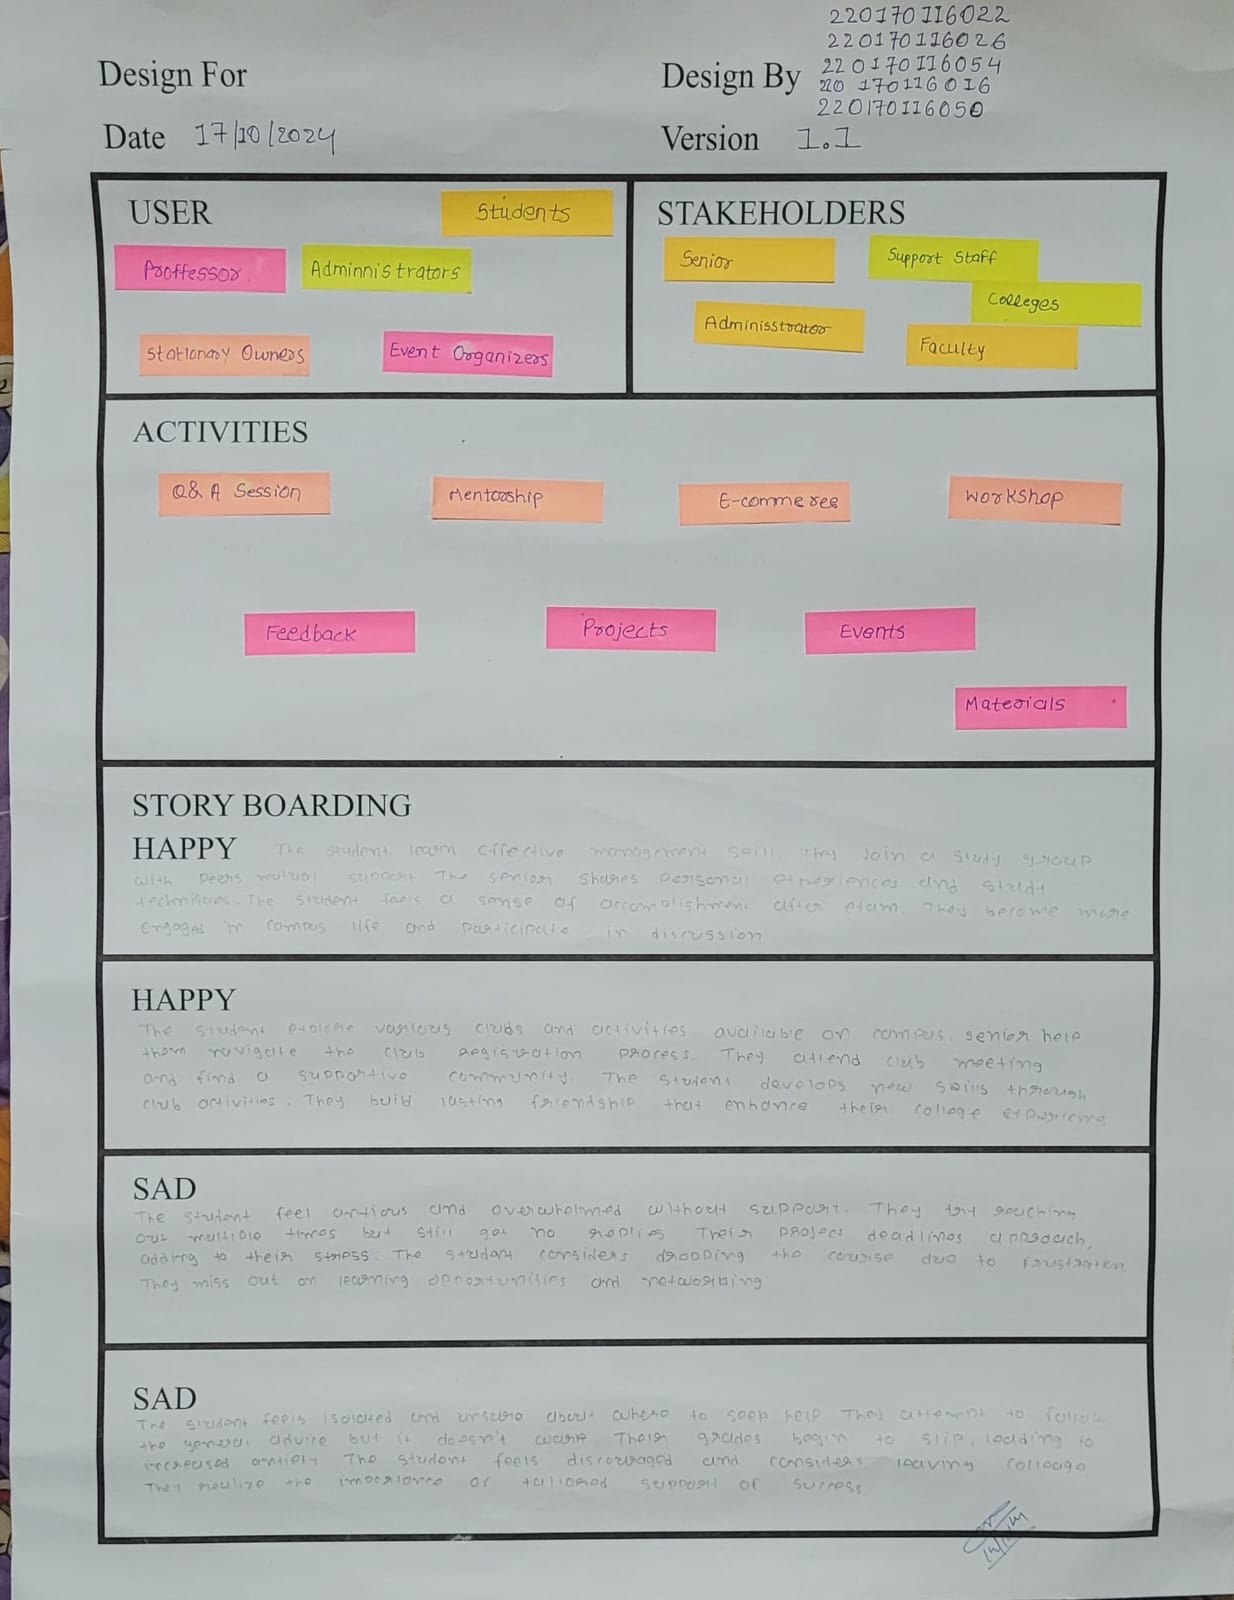 220170116022
220170116026
Design For
Design By
220170116054
20 170116016
220170116050
Date 17/10/2024
Version 1.1
USER
Students
Proffessor
Adminnistrators
Stationary Owners
Event Organizers
STAKEHOLDERS
Senior
Support Staff
Colleges
Adminisstrator
Faculty
ACTIVITIES
Q& A Session
Mentorship
E-commeres
Workshop
Feedback
Projects
Events
Materials
STORY BOARDING
HAPPY The student learn effective management skill. They Join a study group
with peers mutual support The senior shares personal experiences and study
techniques. The student feels a sense of accomplishment after exam. They become more
engaged in campus life and participate in discussion
HAPPY
The student explore various clubs and activities available on campus. senior help
them navigate the club registration process. They attend club meeting
and find a supportive community. The student develops new skills through
club activities. They build lasting friendship that enhance their college experience
SAD
The student feel anxious and overwhelmed without support. They try reaching
out multiple times but still get no replies Their project deadlines approach,
adding to their stress. The student considers dropping the course due to frustration
They miss out on learning opportunities and networking
SAD
The student feels isolated and unsure about where to seek help They attempt to follow
the general advice but it doesn't work. Their grades begin to slip, leading to
increased anxiety The student feels discouraged and considers leaving college
They realize the importance of tailored support of success